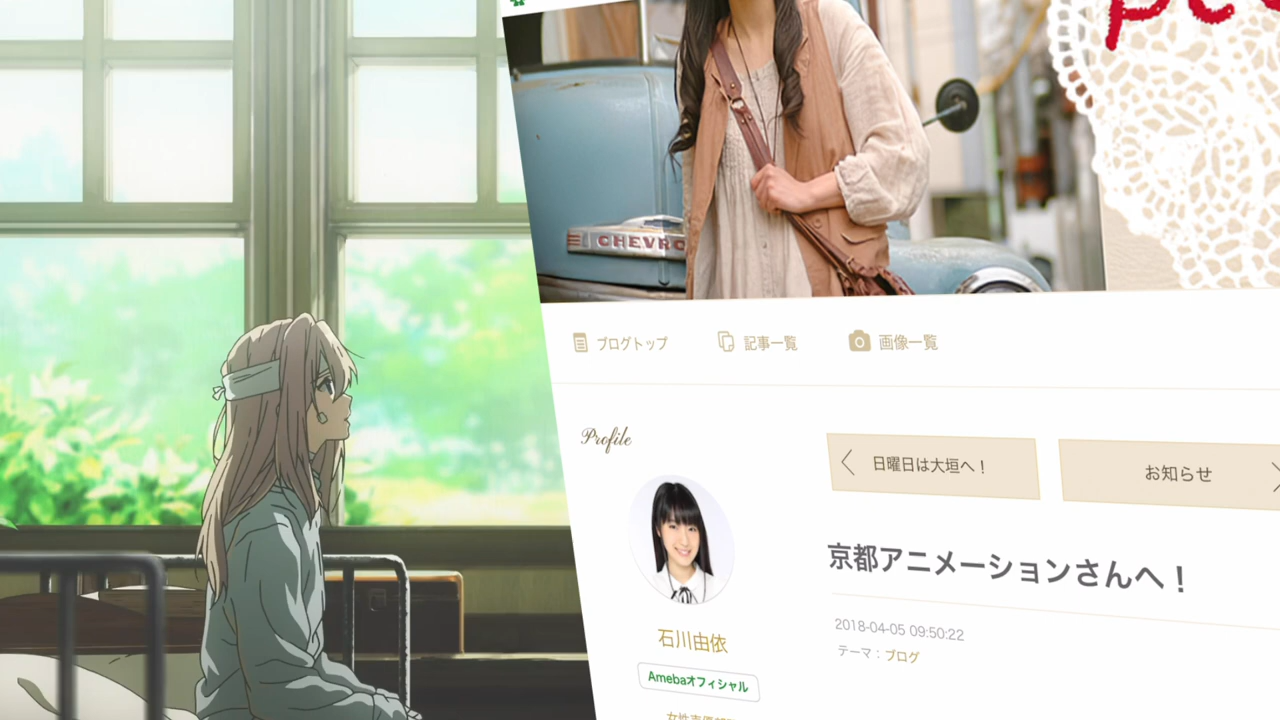 CHEVRO
ブログトップ
記事一覧
画像一覧
Profile
日曜日は大垣へ！
お知らせ
京都アニメーションさんへ！
2018-04-05 09:50:22
テーマ：ブログ
石川由依
Amebaオフィシャル